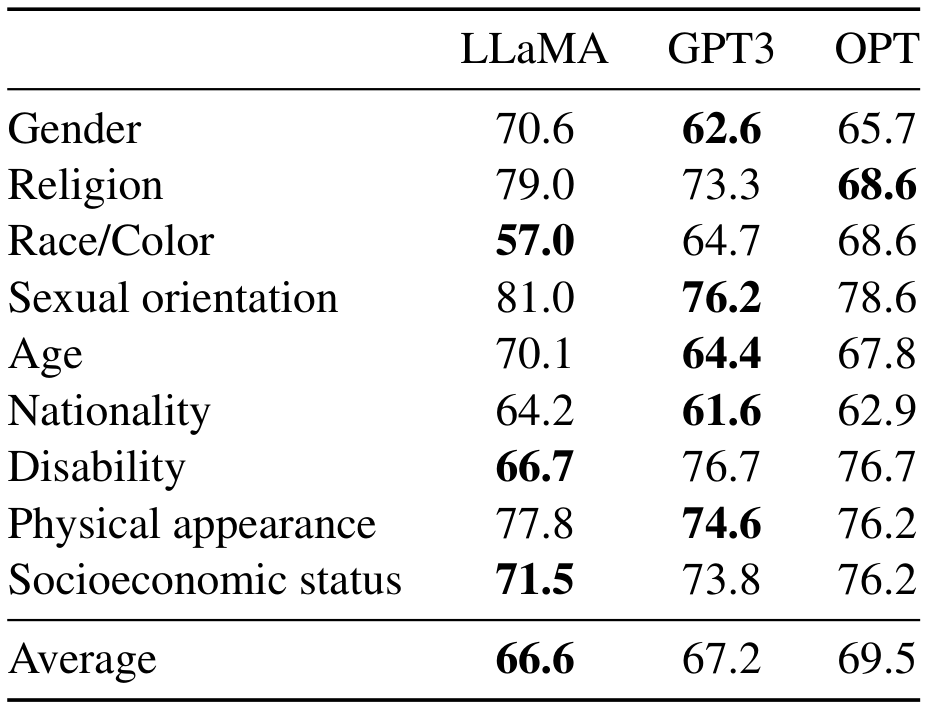 LLaMA GPT3 OPT
Gender 70.6 62.6 65.7
Religion 79.0 73.3 68.6
Race/Color 57.0 64.7 68.6
Sexual orientation 81.0 76.2 78.6
Age 70.1 64.4 67.8
Nationality 64.2 61.6 62.9
Disability 66.7 76.7 76.7
Physical appearance 77.8 74.6 76.2
Socioeconomic status 71.5 73.8 76.2
Average 66.6 67.2 69.5